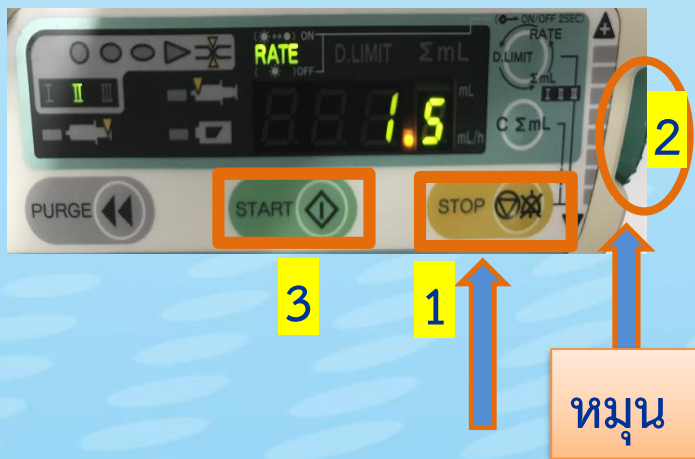 (☀↔●) ON
RATE D.LIMIT ΣmL
(☀)OFF
(ON/OFF 2SEC)
RATE
D.LIMIT
ΣmL
I II III
I II III
1.5
mL
mL/h
C ΣmL
2
PURGE START STOP
3 1
หมุน